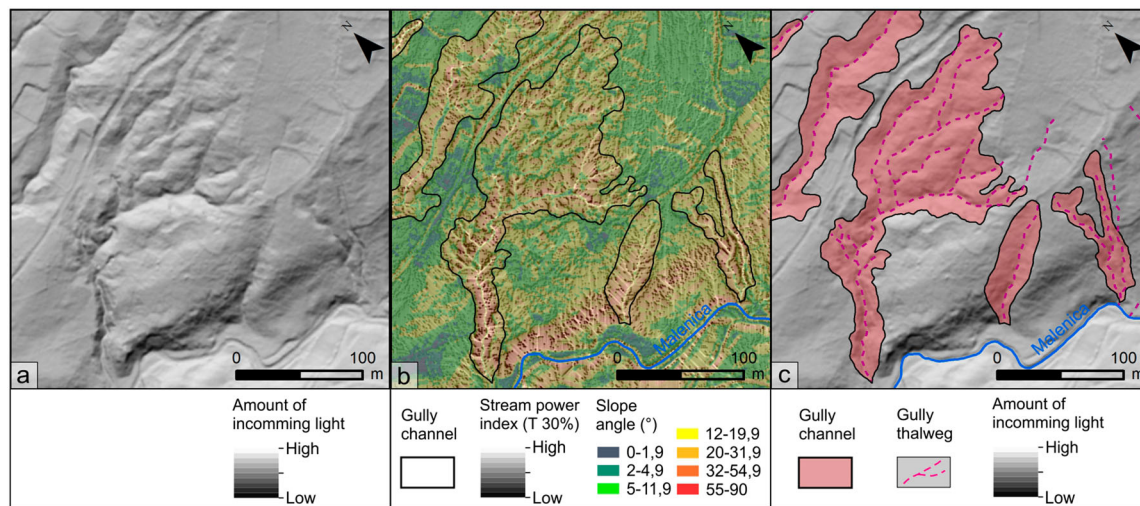 N
N
N
Malenica
Malenica
0 100
m
0 100
m
0 100
m
a
b
c
Amount of
incomming light
High
Low
Gully
channel
Stream power
index (T 30%)
High
Low
Slope
angle (°)
0-1,9
2-4,9
5-11,9
12-19,9
20-31,9
32-54,9
55-90
Gully
channel
Gully
thalweg
Amount of
incomming light
High
Low